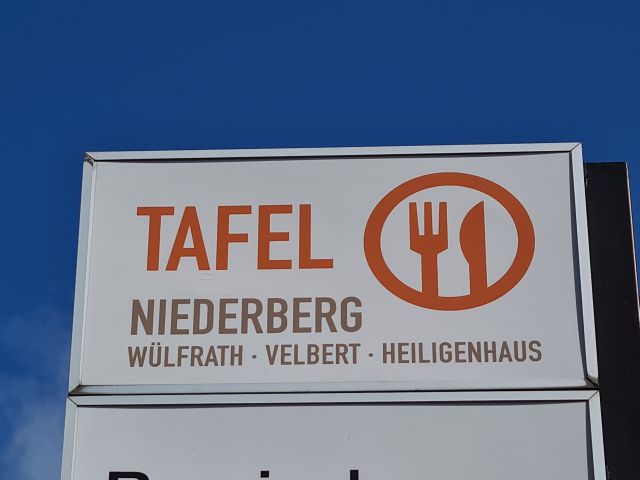 TAFEL
NIEDERBERG
WÜLFRATH · VELBERT · HEILIGENHAUS